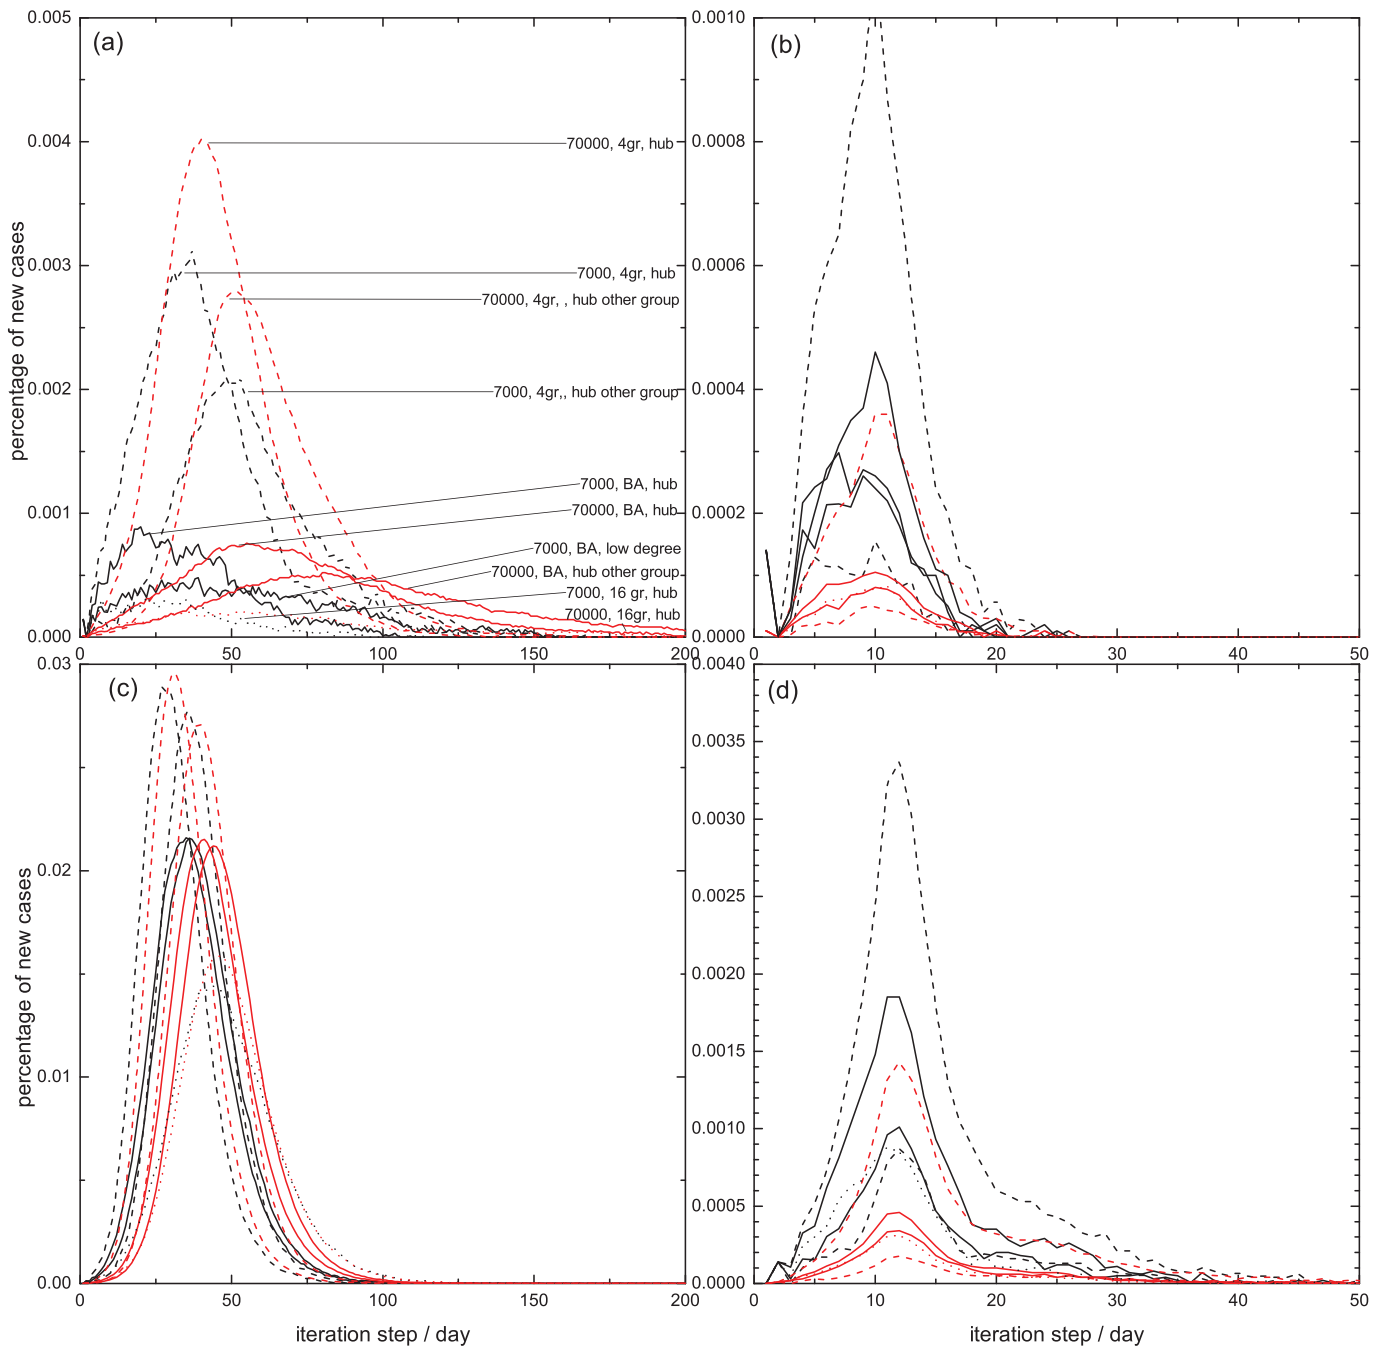 (a)
0.005
0.004
0.003
0.002
0.001
0.000
percentage of new cases
70000, 4gr, hub
7000, 4gr, hub
70000, 4gr, , hub other group
7000, 4gr,, hub other group
7000, BA, hub
70000, BA, hub
7000, BA, low degree
70000, BA, hub other group
7000, 16 gr, hub
70000, 16gr, hub
0 50 100 150 200
(b)
0.0010
0.0008
0.0006
0.0004
0.0002
0.0000
0 10 20 30 40 50
(c)
0.03
0.02
0.01
0.00
percentage of new cases
0 50 100 150 200
iteration step / day
(d)
0.0040
0.0035
0.0030
0.0025
0.0020
0.0015
0.0010
0.0005
0.0000
0 10 20 30 40 50
iteration step / day